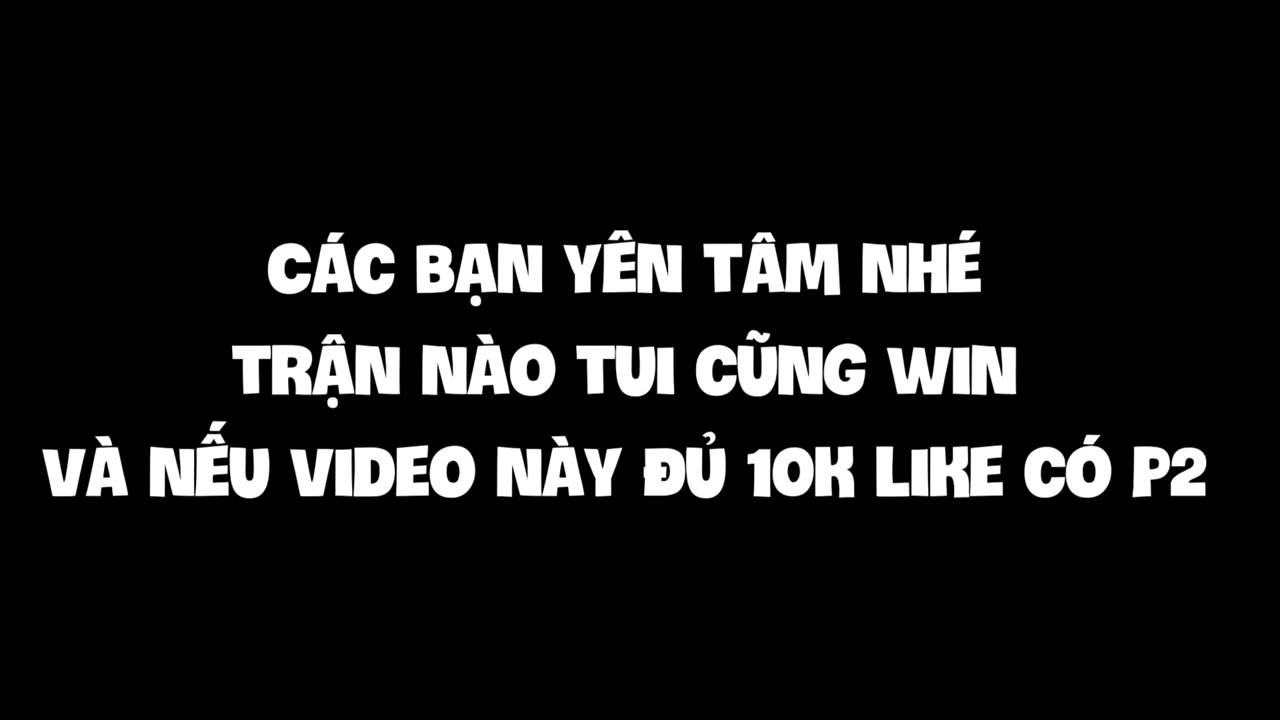 CÁC BẠN YÊN TÂM NHÉ
TRẬN NÀO TUI CŨNG WIN
VÀ NẾU VIDEO NÀY ĐỦ 10K LIKE CÓ P2